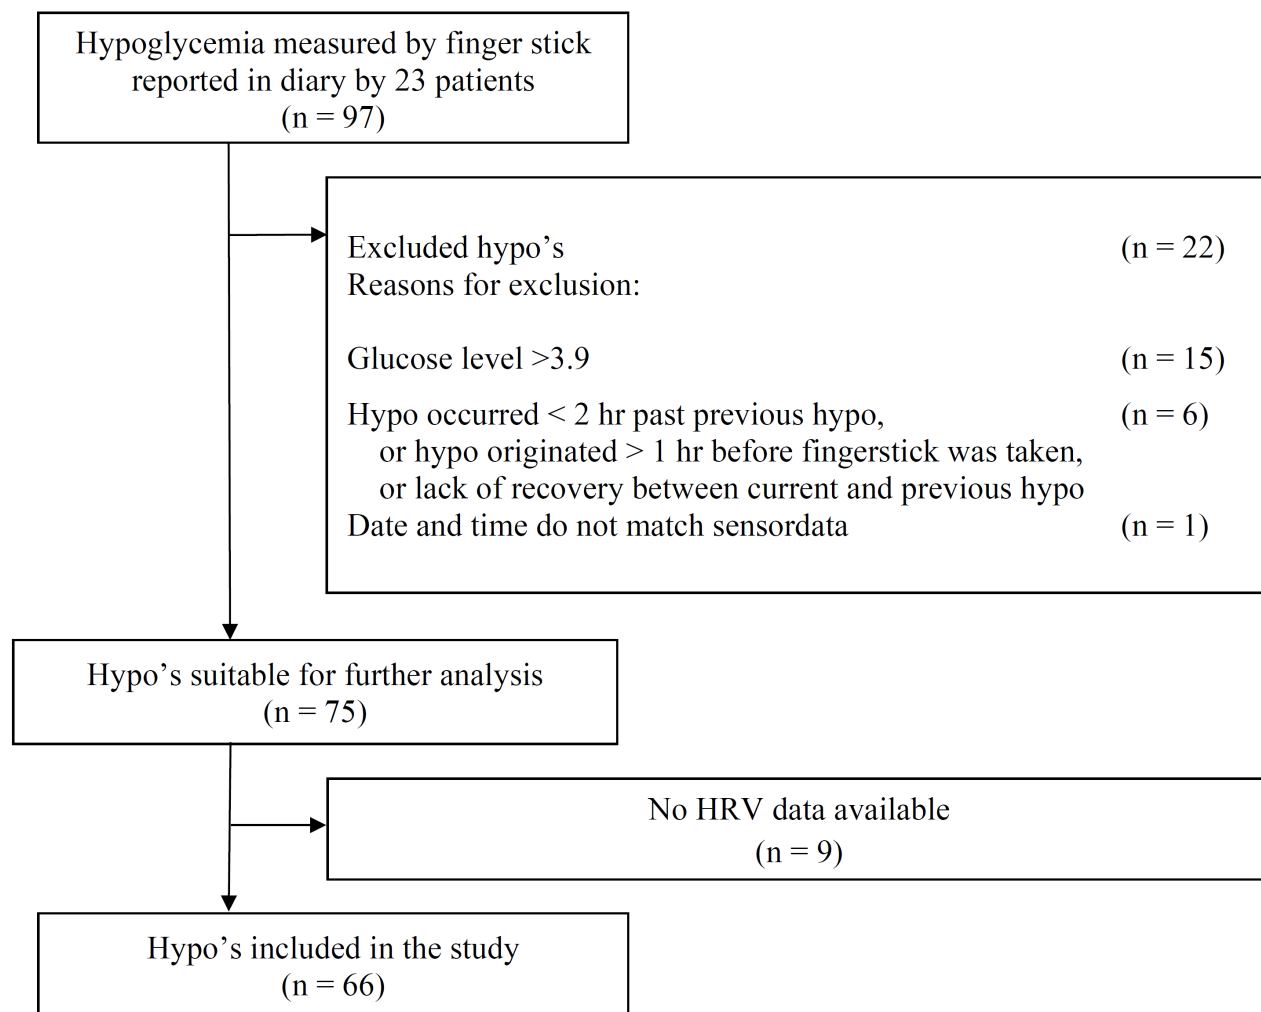 Hypoglycemia measured by finger stick
reported in diary by 23 patients
(n = 97)
Excluded hypo’s (n = 22)
Reasons for exclusion:
Glucose level >3.9 (n = 15)
Hypo occurred < 2 hr past previous hypo, (n = 6)
or hypo originated > 1 hr before fingerstick was taken,
or lack of recovery between current and previous hypo
Date and time do not match sensordata (n = 1)
Hypo’s suitable for further analysis
(n = 75)
No HRV data available
(n = 9)
Hypo’s included in the study
(n = 66)